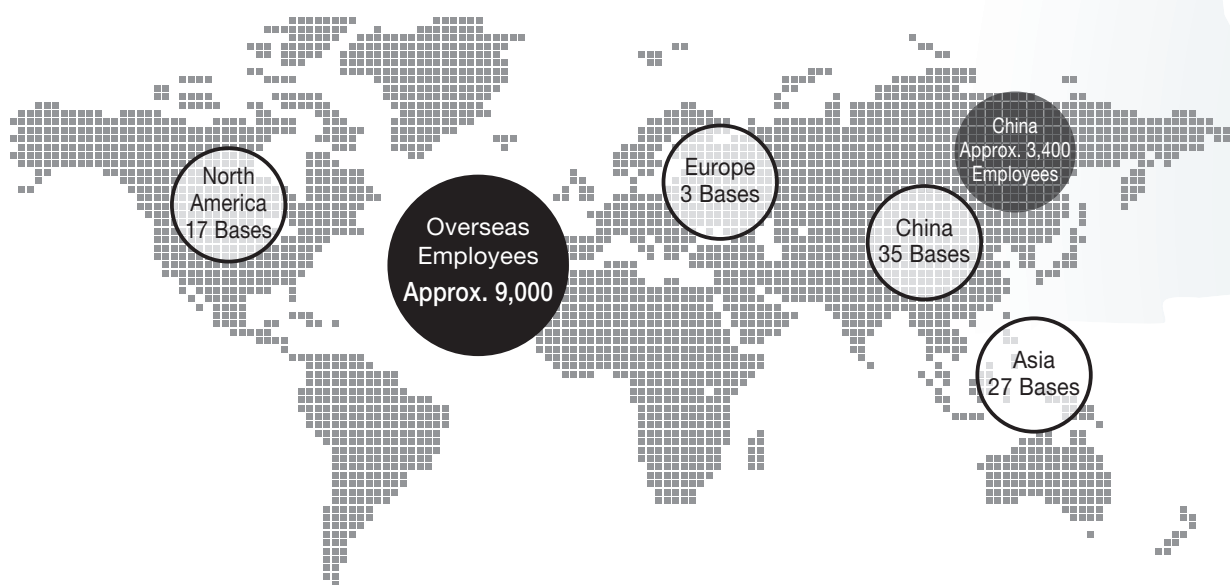 North
America
17 Bases
Overseas
Employees
Approx. 9,000
Europe
3 Bases
China
35 Bases
China
Approx. 3,400
Employees
Asia
27 Bases